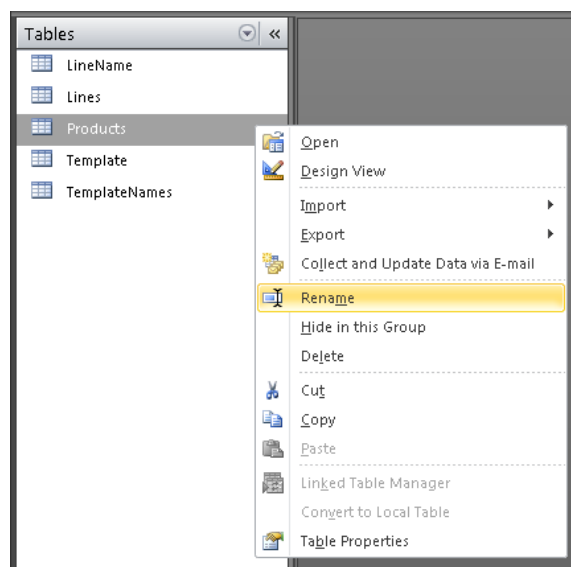 Tables
LineName
Lines
Products
Template
TemplateNames
Open
Design View
Import
Export
Collect and Update Data via E-mail
Rename
Hide in this Group
Delete
Cut
Copy
Paste
Linked Table Manager
Convert to Local Table
Table Properties